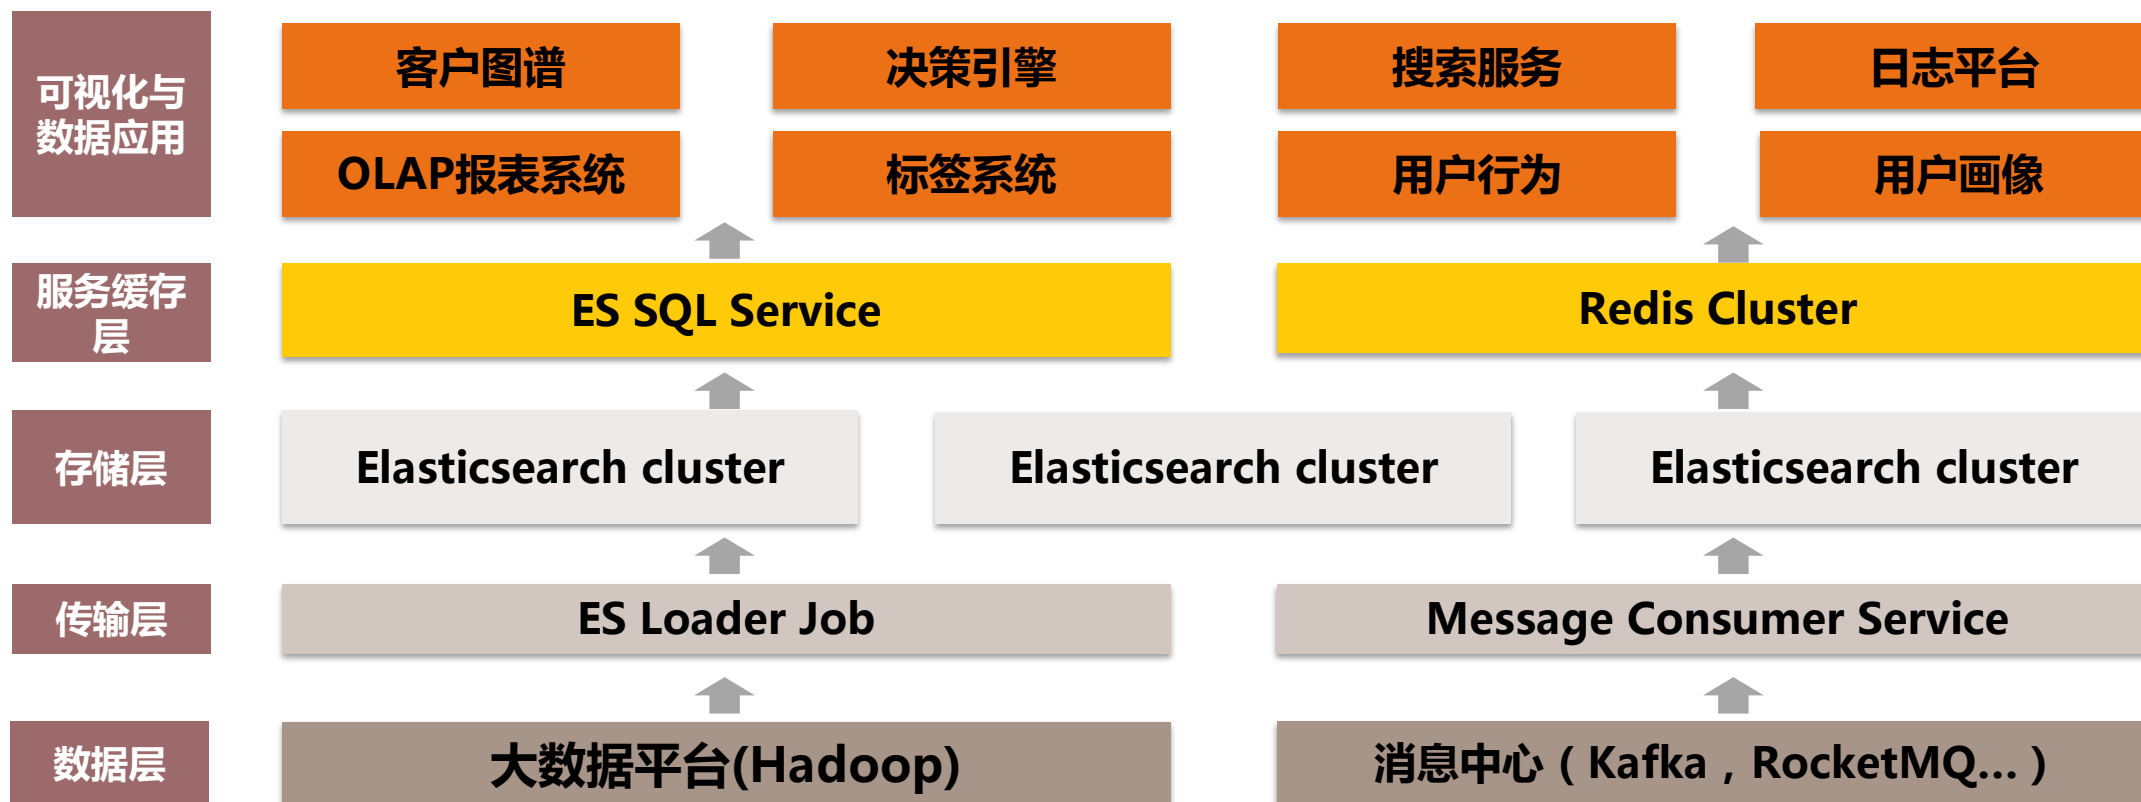 可视化与
数据应用
客户图谱
决策引擎
搜索服务
日志平台
OLAP报表系统
标签系统
用户行为
用户画像
服务缓存
层
ES SQL Service
Redis Cluster
存储层
Elasticsearch cluster
Elasticsearch cluster
Elasticsearch cluster
传输层
ES Loader Job
Message Consumer Service
数据层
大数据平台(Hadoop)
消息中心（Kafka，RocketMQ...）